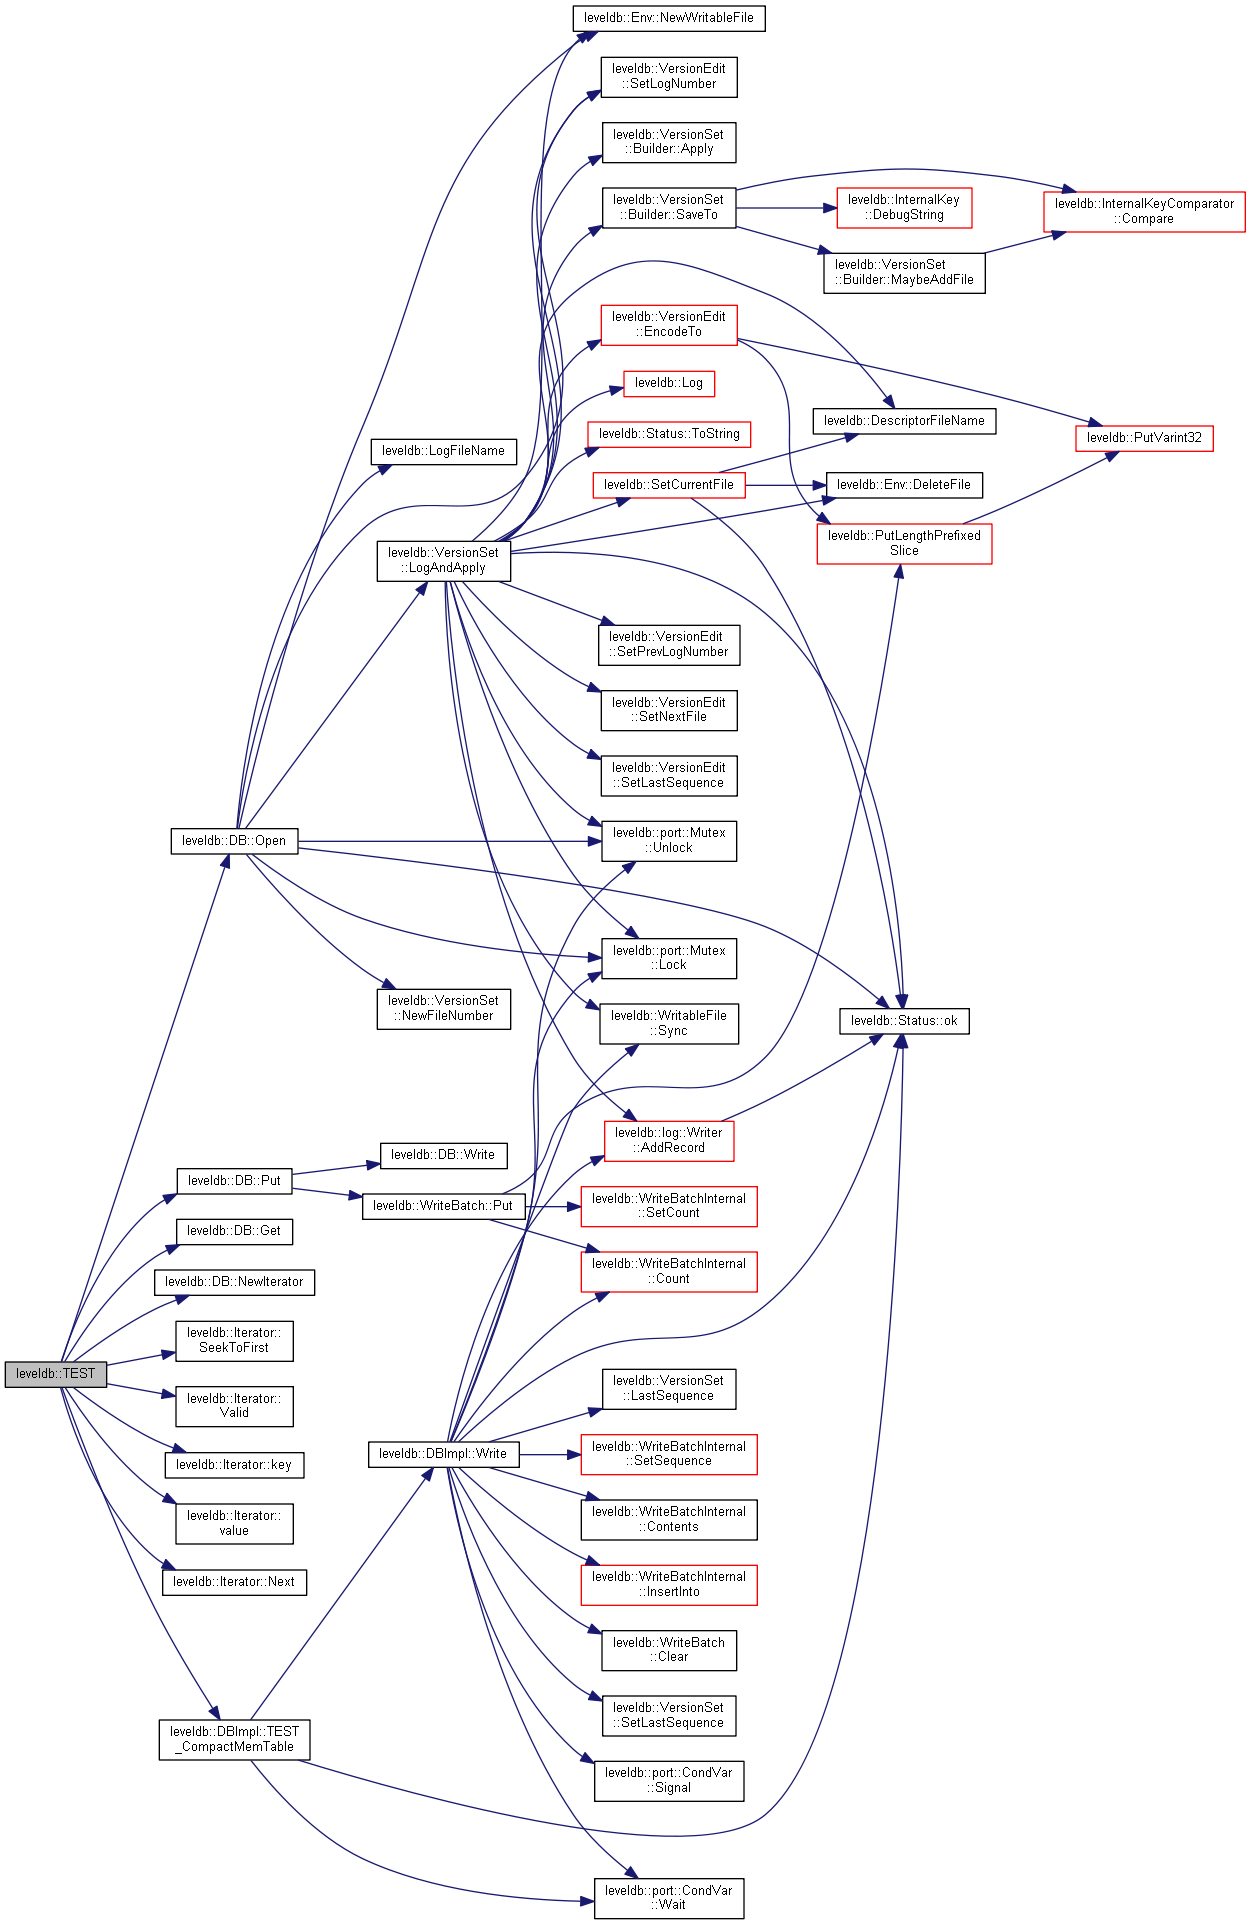 leveldb::Env::NewWritableFile
leveldb::VersionEdit
::SetLogNumber
leveldb::VersionSet
::Builder::Apply
leveldb::VersionSet
::Builder::SaveTo
leveldb::InternalKey
::DebugString
leveldb::InternalKeyComparator
::Compare
leveldb::VersionSet
::Builder::MaybeAddFile
leveldb::VersionEdit
::EncodeTo
leveldb::Log
leveldb::DescriptorFileName
leveldb::Status::ToString
leveldb::PutVarint32
leveldb::LogFileName
leveldb::SetCurrentFile
leveldb::Env::DeleteFile
leveldb::PutLengthPrefixed
Slice
leveldb::VersionSet
::LogAndApply
leveldb::VersionEdit
::SetPrevLogNumber
leveldb::VersionEdit
::SetNextFile
leveldb::VersionEdit
::SetLastSequence
leveldb::DB::Open
leveldb::port::Mutex
::Unlock
leveldb::port::Mutex
::Lock
leveldb::VersionSet
::NewFileNumber
leveldb::WritableFile
::Sync
leveldb::Status::ok
leveldb::log::Writer
::AddRecord
leveldb::DB::Write
leveldb::DB::Put
leveldb::WriteBatch::Put
leveldb::WriteBatchInternal
::SetCount
leveldb::DB::Get
leveldb::WriteBatchInternal
::Count
leveldb::DB::NewIterator
leveldb::Iterator::
SeekToFirst
leveldb::TEST
leveldb::Iterator::
Valid
leveldb::VersionSet
::LastSequence
leveldb::DBImpl::Write
leveldb::WriteBatchInternal
::SetSequence
leveldb::Iterator::key
leveldb::WriteBatchInternal
::Contents
leveldb::Iterator::
value
leveldb::Iterator::Next
leveldb::WriteBatchInternal
::InsertInto
leveldb::WriteBatch
::Clear
leveldb::VersionSet
::SetLastSequence
leveldb::DBImpl::TEST
_CompactMemTable
leveldb::port::CondVar
::Signal
leveldb::port::CondVar
::Wait